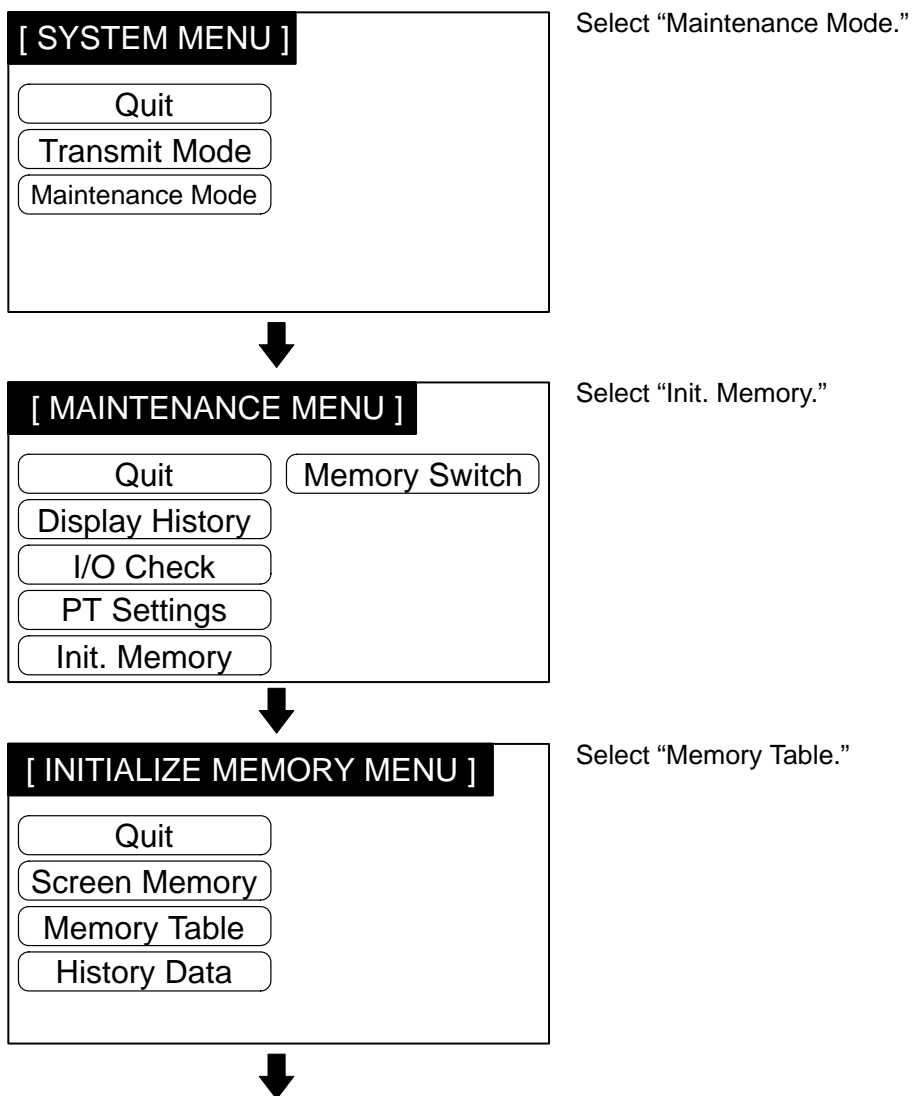 [ SYSTEM MENU ]
Select “Maintenance Mode.”
Quit
Transmit Mode
Maintenance Mode
[ MAINTENANCE MENU ]
Select “Init. Memory.”
Quit
Memory Switch
Display History
I/O Check
PT Settings
Init. Memory
[ INITIALIZE MEMORY MENU ]
Select “Memory Table.”
Quit
Screen Memory
Memory Table
History Data